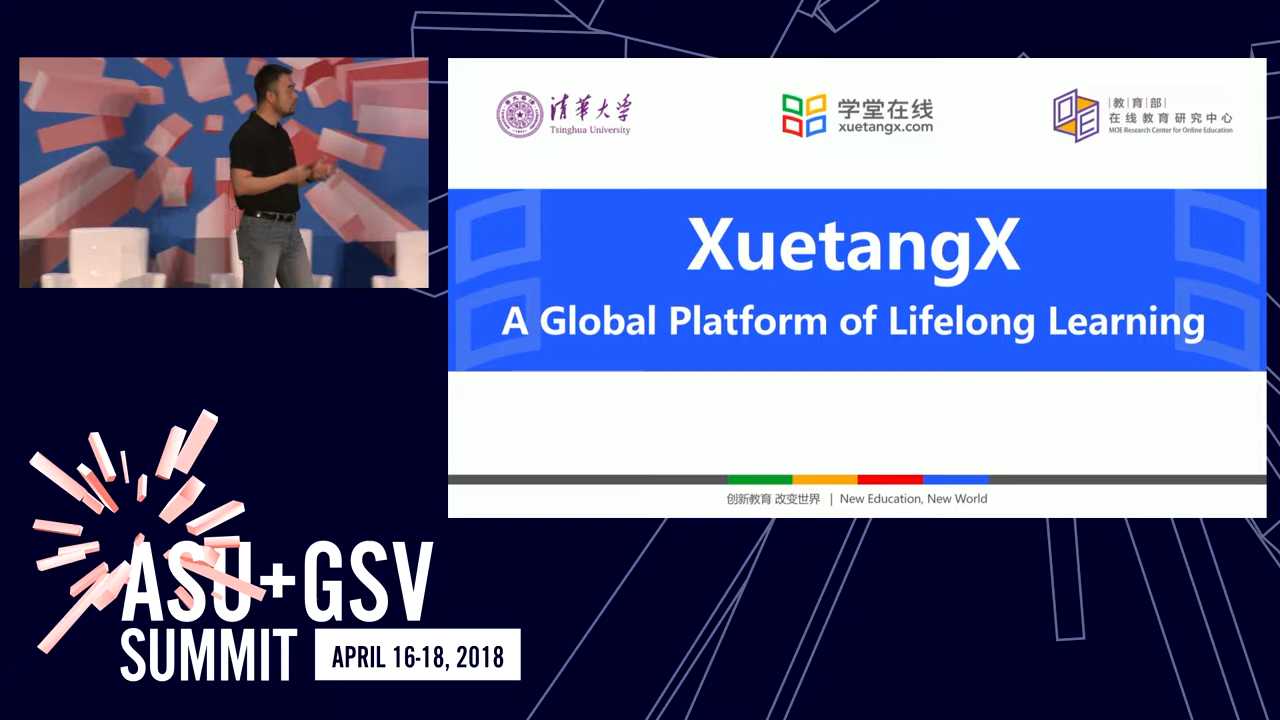 清華大学
Tsinghua University
学堂在线
xuetangx.com
教育部
在线教育研究中心
MOE Research Center for Online Education
XuetangX
A Global Platform of Lifelong Learning
创新教育 改变世界 | New Education, New World
ASU+GSV
SUMMIT
APRIL 16-18, 2018